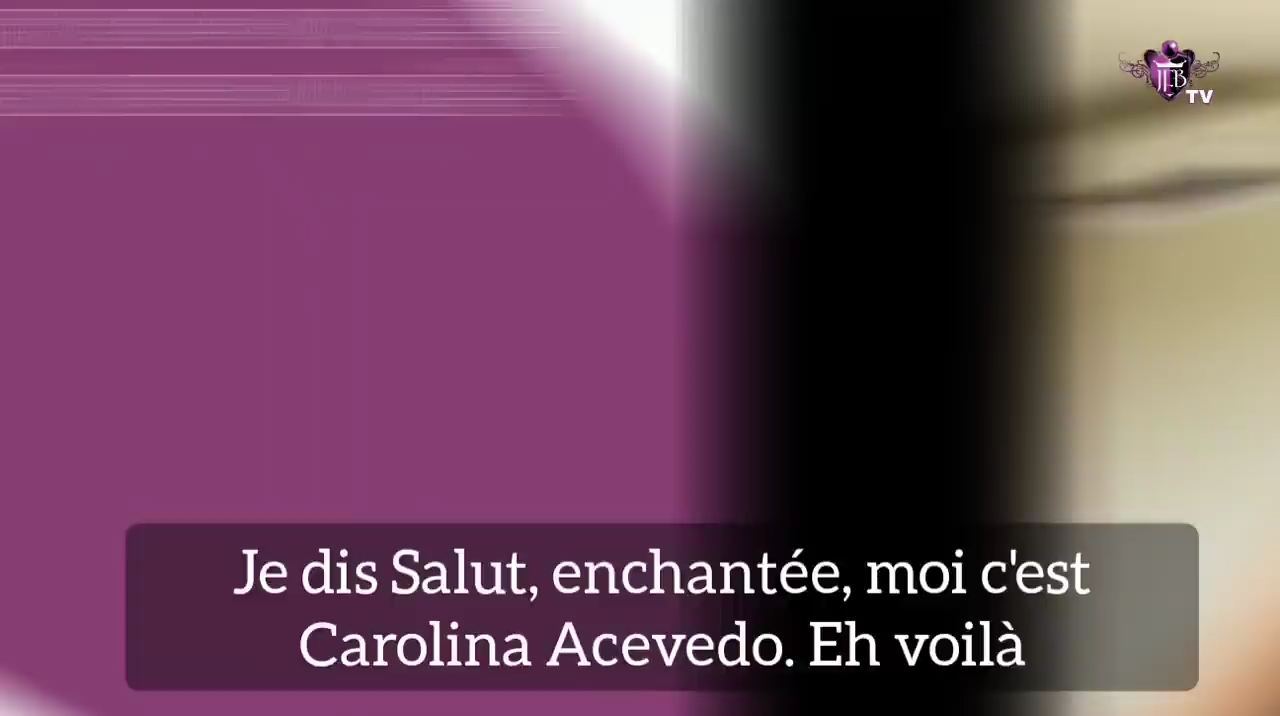 TV
Je dis Salut, enchantée, moi c'est
Carolina Acevedo. Eh voilà